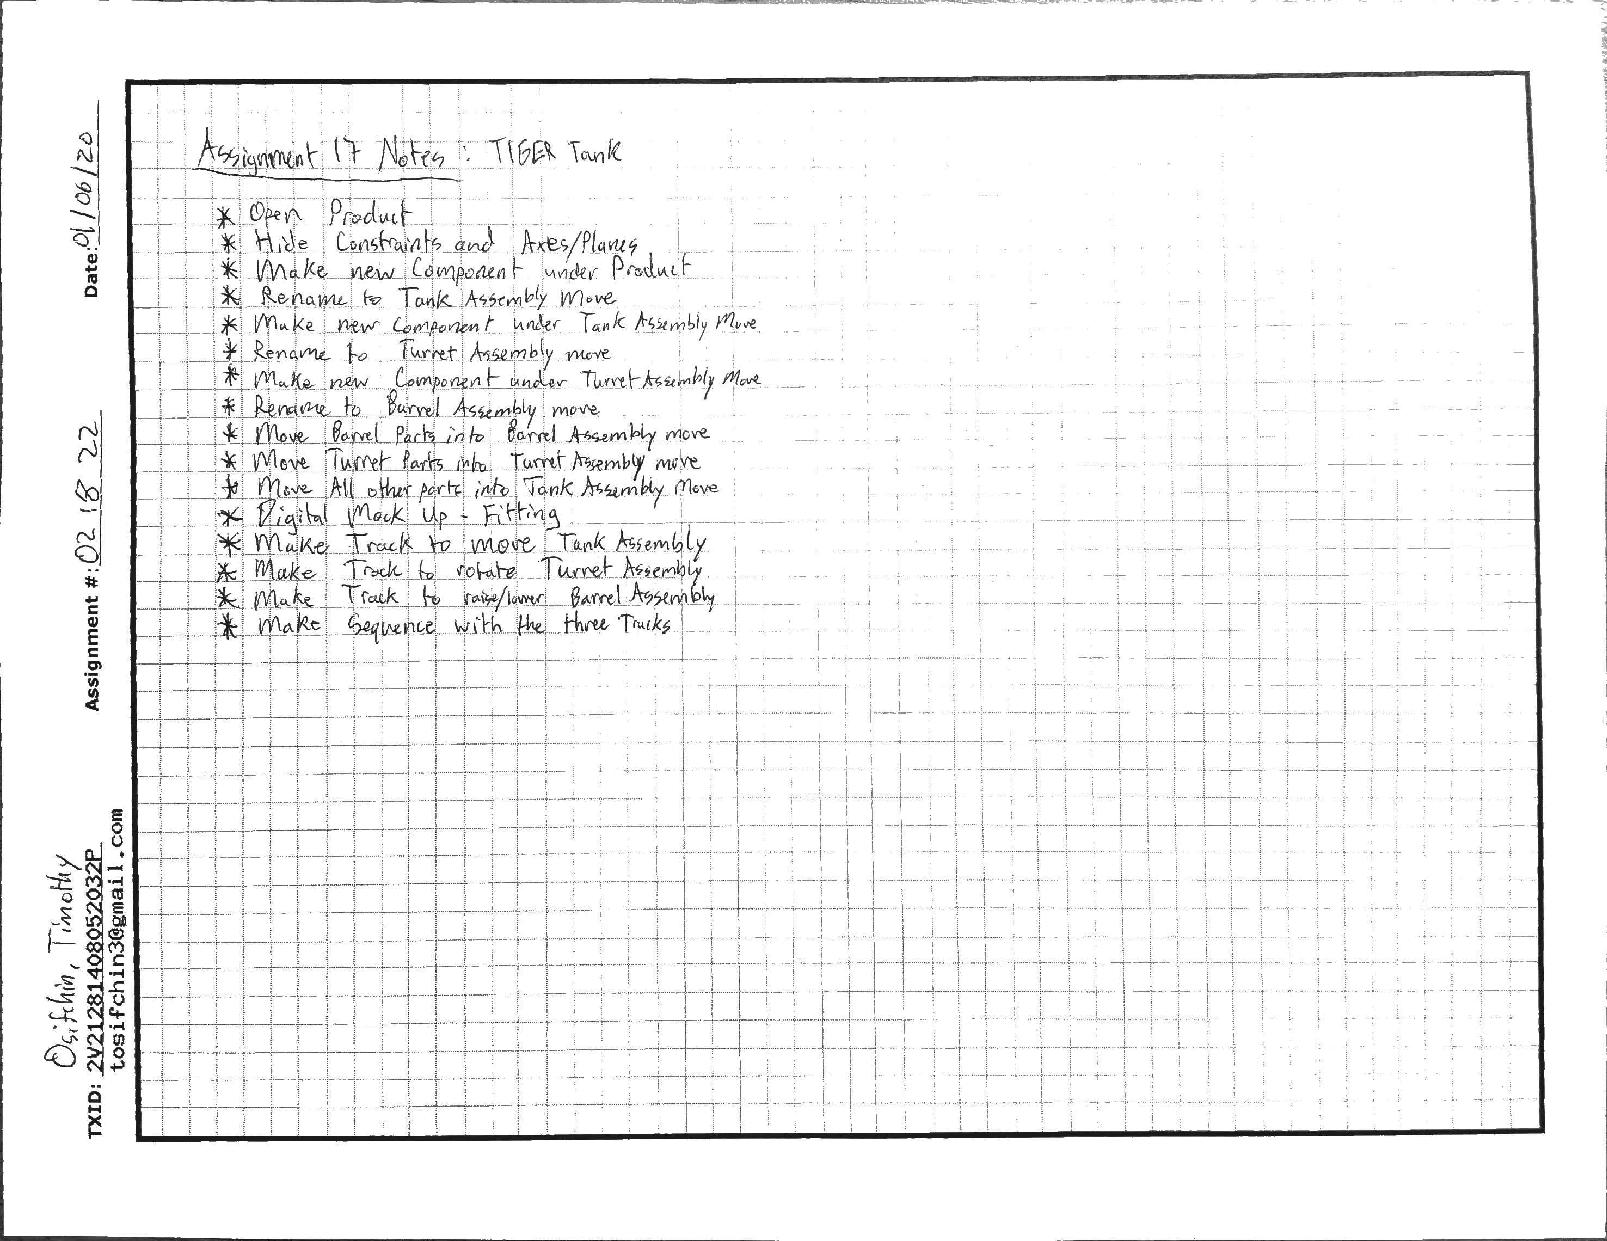 Assignment 17 Notes : TIGER Tank
* Open Product
* Hide Constraints and Axes/Planes
* Make new Component under Product
* Rename to Tank Assembly Move
* Make new Component under Tank Assembly Move
* Rename to Turret Assembly move
* Make new Component under Turret Assembly Move
* Rename to Barrel Assembly move
* Move Barrel Parts into Barrel Assembly move
* Move Turret Parts into Turret Assembly move
* Move All other parts into Tank Assembly Move
* Digital Mock Up - Fitting
* Make Track to move Tank Assembly
* Make Track to rotate Turret Assembly
* Make Track to raise/lower Barrel Assembly
* Make Sequence with the three Tracks
Osifchin, Timothy
TXID: 2V21281408052032P Assignment #: 02 18 22 Date: 01/06/20
tosifchin3@gmail.com